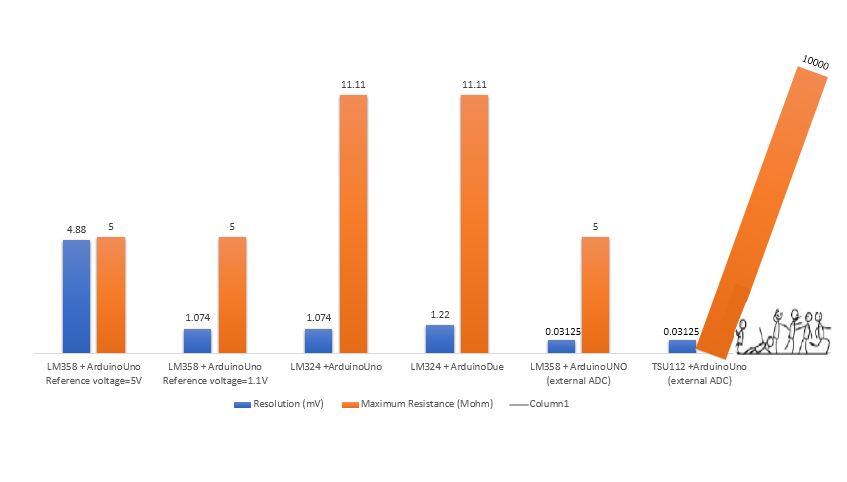 10000
11.11
11.11
4.88
5
5
5
1.074
1.074
1.22
0.03125
0.03125
LM358 + ArduinoUno
Reference voltage=5V
LM358 + ArduinoUno
Reference voltage=1.1V
LM324 +ArduinoUno
LM324 + ArduinoDue
LM358 + ArduinoUNO
(external ADC)
TSU112 +ArduinoUno
(external ADC)
Resolution (mV)
Maximum Resistance (Mohm)
Column1